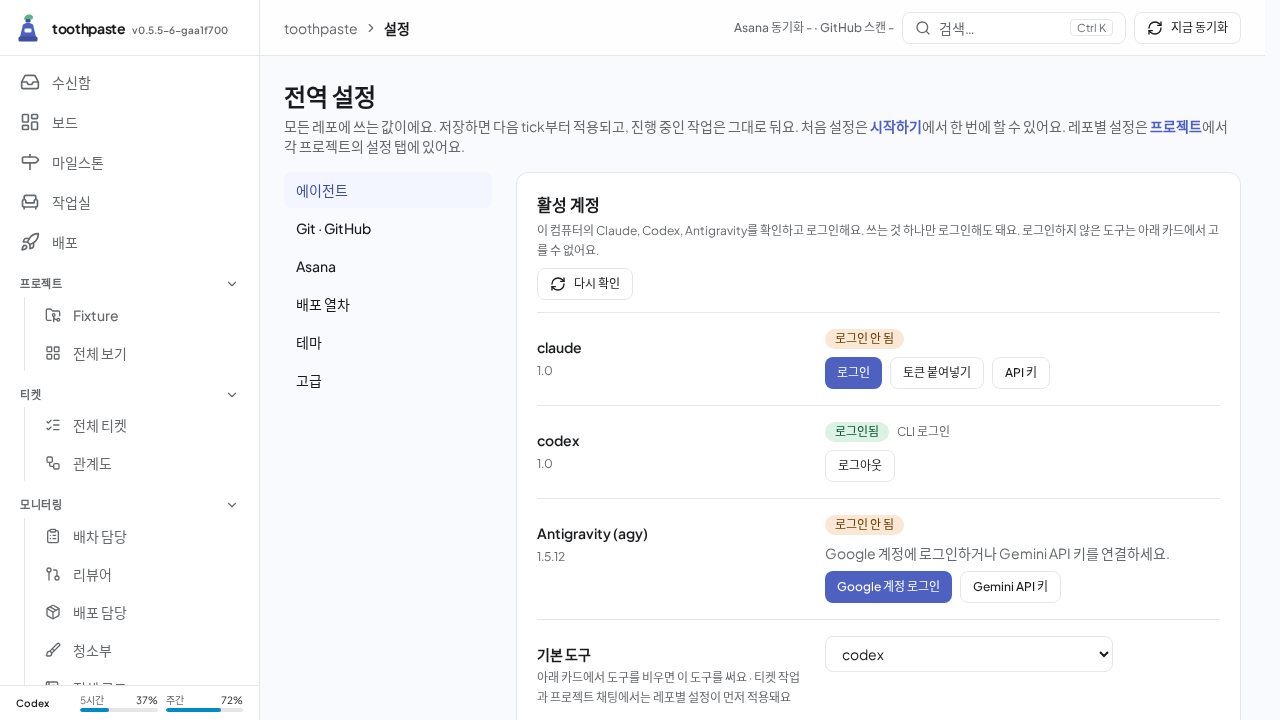 toothpaste v0.5.5-6-gaa1f700
수신함
보드
마일스톤
작업실
배포
프로젝트
Fixture
전체 보기
티켓
전체 티켓
관계도
모니터링
배차 담당
리뷰어
배포 담당
청소부
Codex 5시간 37% 주간 72%
toothpaste > 설정
Asana 동기화 - · GitHub 스캔 -
검색... Ctrl K
지금 동기화
전역 설정
모든 레포에 쓰는 값이에요. 저장하면 다음 tick부터 적용되고, 진행 중인 작업은 그대로 둬요. 처음 설정은 시작하기에서 한 번에 할 수 있어요. 레포별 설정은 프로젝트에서
각 프로젝트의 설정 탭에 있어요.
에이전트
Git · GitHub
Asana
배포 열차
테마
고급
활성 계정
이 컴퓨터의 Claude, Codex, Antigravity를 확인하고 로그인해요. 쓰는 것 하나만 로그인해도 돼요. 로그인하지 않은 도구는 아래 카드에서 고
를 수 없어요.
다시 확인
claude
1.0
로그인 안 됨
로그인 토큰 붙여넣기 API 키
codex
1.0
로그인됨 CLI 로그인
로그아웃
Antigravity (agy)
1.5.12
로그인 안 됨
Google 계정에 로그인하거나 Gemini API 키를 연결하세요.
Google 계정 로그인 Gemini API 키
기본 도구
아래 카드에서 도구를 비우면 이 도구를 써요 · 티켓 작업
과 프로젝트 채팅에서는 레포별 설정이 먼저 적용돼요
codex